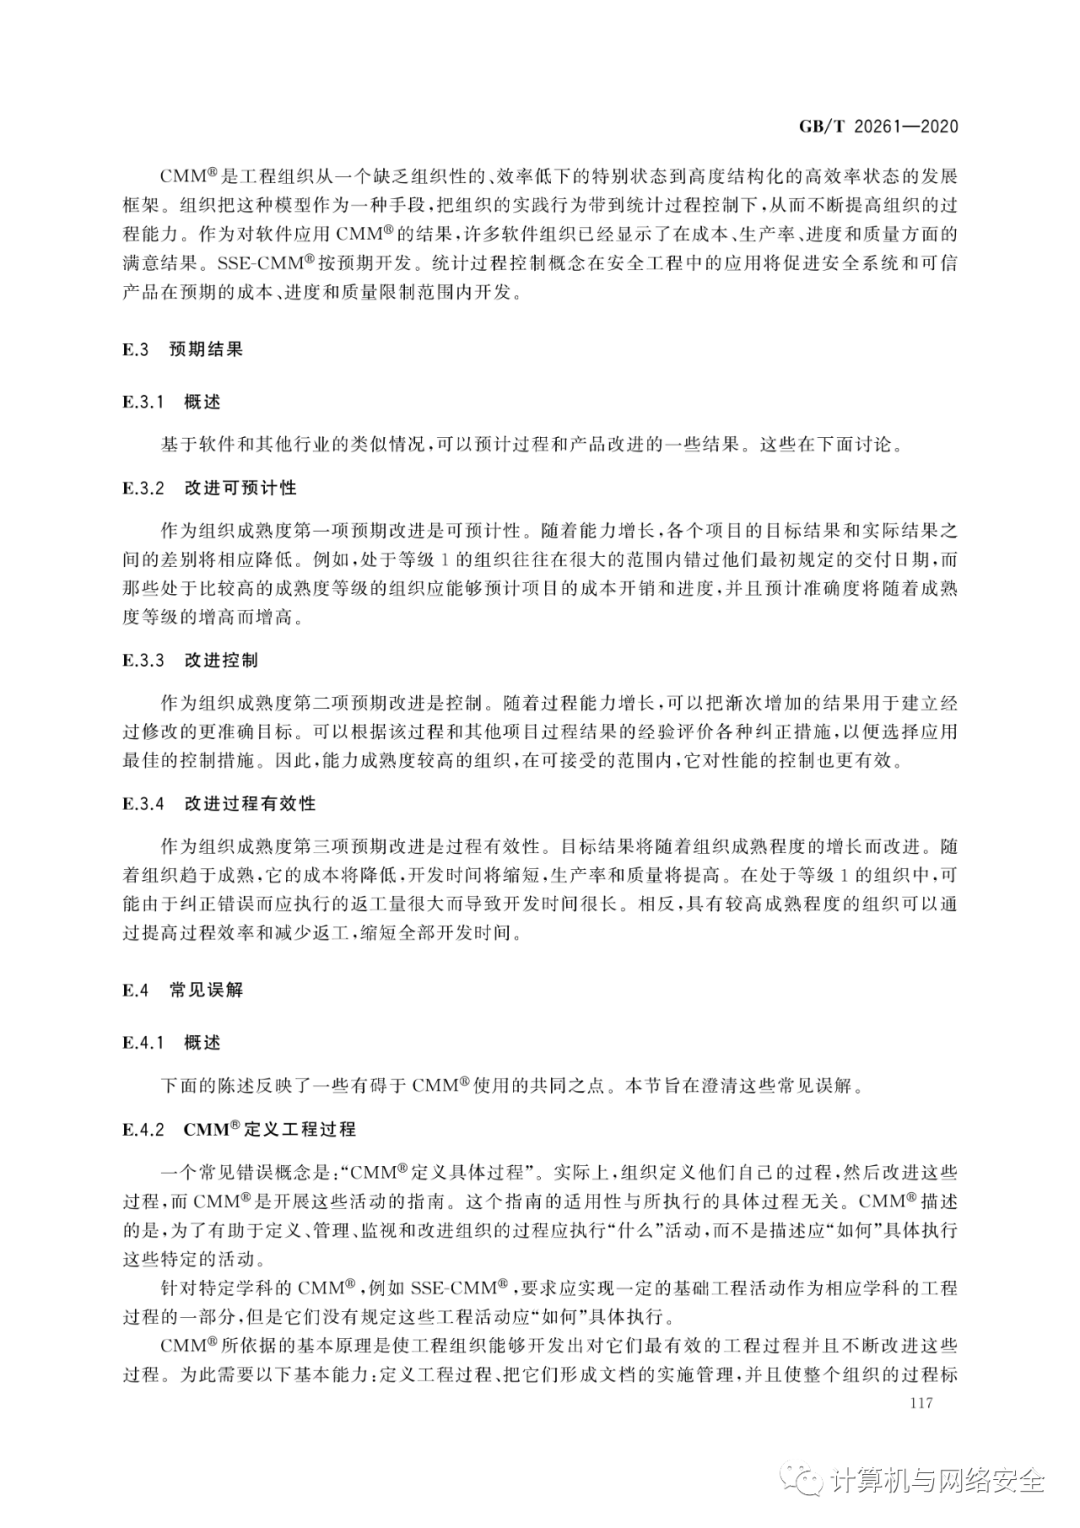 GB/T 20261—2020
CMM®是工程组织从一个缺乏组织性的、效率低下的特别状态到高度结构化的高效率状态的发展
框架。组织把这种模型作为一种手段,把组织的实践行为带到统计过程控制下,从而不断提高组织的过
程能力。作为对软件应用 CMM®的结果,许多软件组织已经显示了在成本、生产率、进度和质量方面的
满意结果。SSE-CMM®按预期开发。统计过程控制概念在安全工程中的应用将促进安全系统和可信
产品在预期的成本、进度和质量限制范围内开发。
E.3 预期结果
E.3.1 概述
基于软件和其他行业的类似情况,可以预计过程和产品改进的一些结果。这些在下面讨论。
E.3.2 改进可预计性
作为组织成熟度第一项预期改进是可预计性。随着能力增长,各个项目的目标结果和实际结果之
间的差别将相应降低。例如,处于等级 1 的组织往往在很大的范围内错过他们最初规定的交付日期,而
那些处于比较高的成熟度等级的组织应能够预计项目的成本开销和进度,并且预计准确度将随着成熟
度等级的增高而增高。
E.3.3 改进控制
作为组织成熟度第二项预期改进是控制。随着过程能力增长,可以把渐次增加的结果用于建立经
过修改的更准确目标。可以根据该过程和其他项目过程结果的经验评价各种纠正措施,以便选择应用
最佳的控制措施。因此,能力成熟度较高的组织,在可接受的范围内,它对性能的控制也更有效。
E.3.4 改进过程有效性
作为组织成熟度第三项预期改进是过程有效性。目标结果将随着组织成熟程度的增长而改进。随
着组织趋于成熟,它的成本将降低,开发时间将缩短,生产率和质量将提高。在处于等级 1 的组织中,可
能由于纠正错误而应执行的返工量很大而导致开发时间很长。相反,具有较高成熟程度的组织可以通
过提高过程效率和减少返工,缩短全部开发时间。
E.4 常见误解
E.4.1 概述
下面的陈述反映了一些有碍于 CMM®使用的共同之点。本节旨在澄清这些常见误解。
E.4.2 CMM®定义工程过程
一个常见错误概念是:“CMM®定义具体过程”。实际上,组织定义他们自己的过程,然后改进这些
过程,而 CMM®是开展这些活动的指南。这个指南的适用性与所执行的具体过程无关。CMM®描述
的是,为了有助于定义、管理、监视和改进组织的过程应执行“什么”活动,而不是描述应“如何”具体执行
这些特定的活动。
针对特定学科的 CMM®,例如 SSE-CMM®,要求应实现一定的基础工程活动作为相应学科的工程
过程的一部分,但是它们没有规定这些工程活动应“如何”具体执行。
CMM®所依据的基本原理是使工程组织能够开发出对它们最有效的工程过程并且不断改进这些
过程。为此需要以下基本能力:定义工程过程、把它们形成文档的实施管理,并且使整个组织的过程标
117
计算机与网络安全